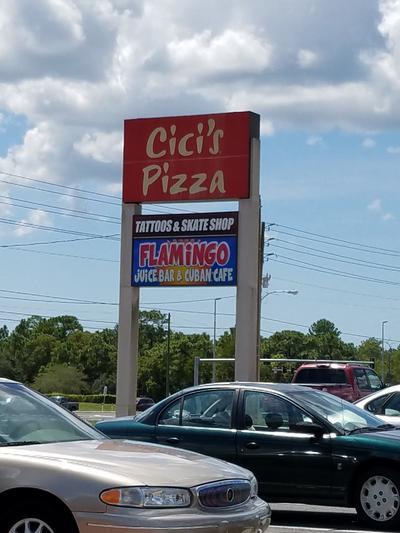 Cici's
Pizza
TATTOOS & SKATE SHOP
FLAMINGO
JUICE BAR & CUBAN CAFE